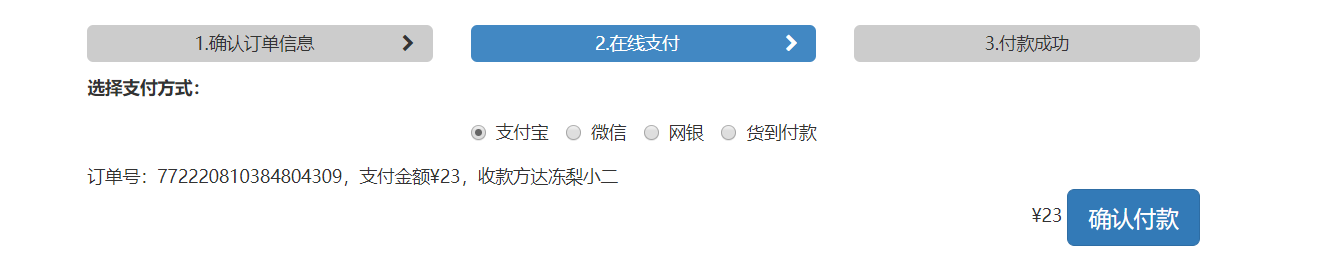 1.确认订单信息 2.在线支付 3.付款成功
选择支付方式：
支付宝 微信 网银 货到付款
订单号：772220810384804309，支付金额¥23，收款方达冻梨小二
¥23 确认付款